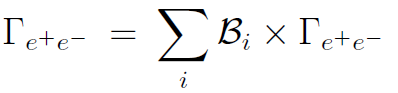 Γ_{e⁺e⁻} = ∑_i 𝓑_i × Γ_{e⁺e⁻}